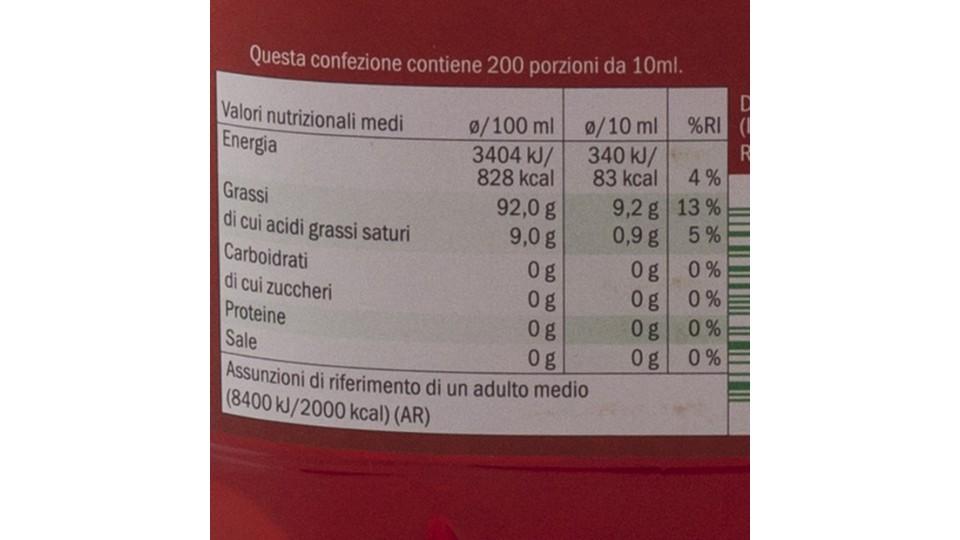 Questa confezione contiene 200 porzioni da 10ml.
Valori nutrizionali medi ø/100 ml ø/10 ml %RI
Energia 3404 kJ/ 340 kJ/
828 kcal 83 kcal 4 %
Grassi 92,0 g 9,2 g 13 %
di cui acidi grassi saturi 9,0 g 0,9 g 5 %
Carboidrati 0 g 0 g 0 %
di cui zuccheri 0 g 0 g 0 %
Proteine 0 g 0 g 0 %
Sale 0 g 0 g 0 %
Assunzioni di riferimento di un adulto medio
(8400 kJ/2000 kcal) (AR)